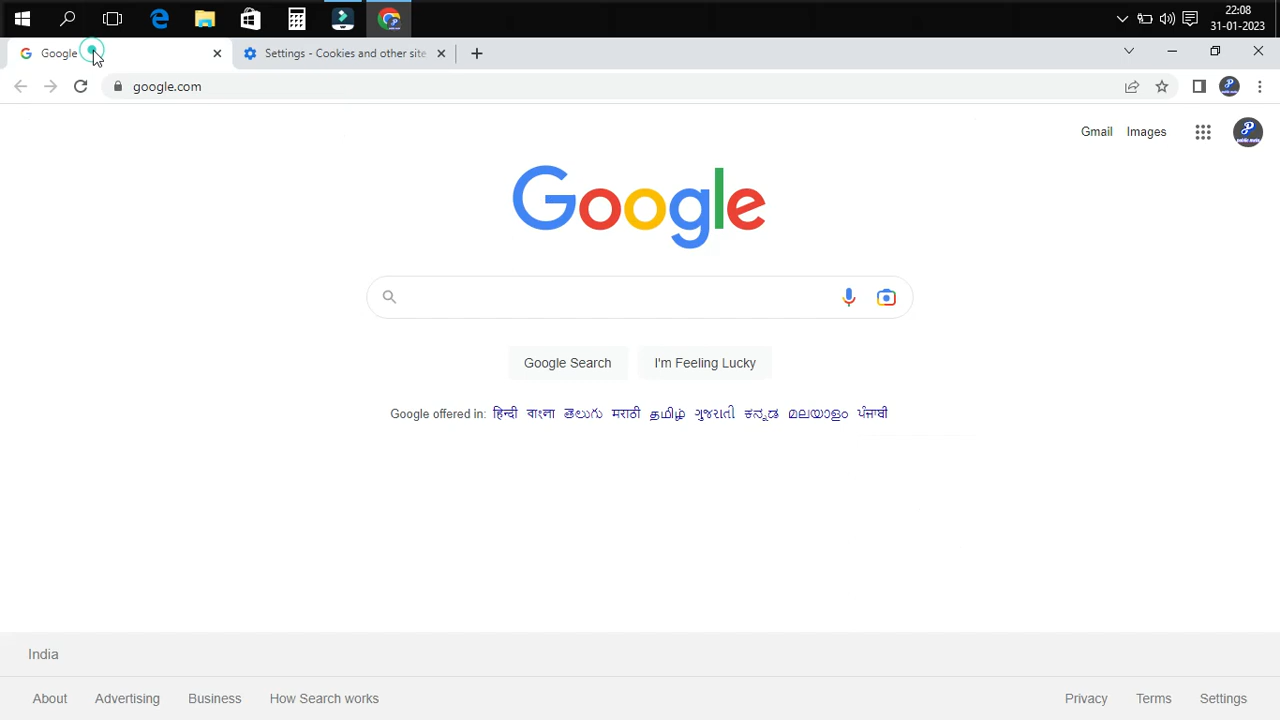 22:08
31-01-2023
Google
Settings - Cookies and other site
google.com
Gmail Images
Google
Google Search I'm Feeling Lucky
Google offered in: हिन्दी বাংলা తెలుగు मराठी தமிழ் ગુજરાતી ಕನ್ನಡ മലയാളം ਪੰਜਾਬੀ
India
About Advertising Business How Search works Privacy Terms Settings